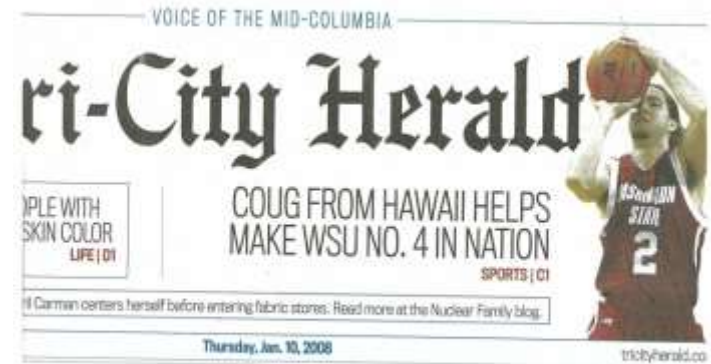 VOICE OF THE MID-COLUMBIA
ri-City Herald
OPLE WITH
SKIN COLOR
LIFE | D1
COUG FROM HAWAII HELPS
MAKE WSU NO. 4 IN NATION
SPORTS | C1
Carman centers herself before entering fabric stores. Read more at the Nuclear Family blog.
Thursday, Jan. 10, 2008
tricityherald.co
2